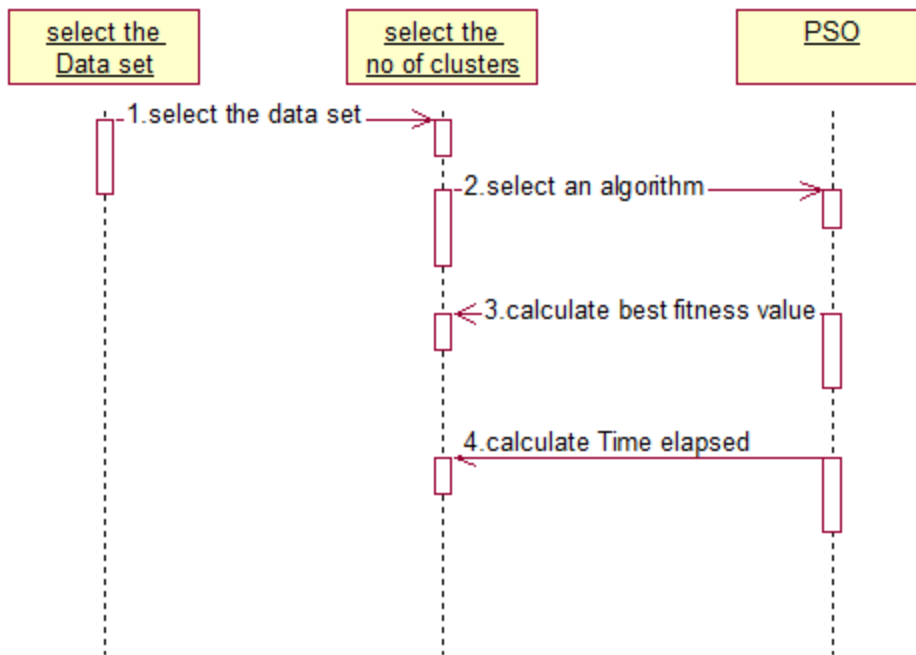 select the
Data set
select the
no of clusters
PSO
1.select the data set
2.select an algorithm
3.calculate best fitness value
4.calculate Time elapsed